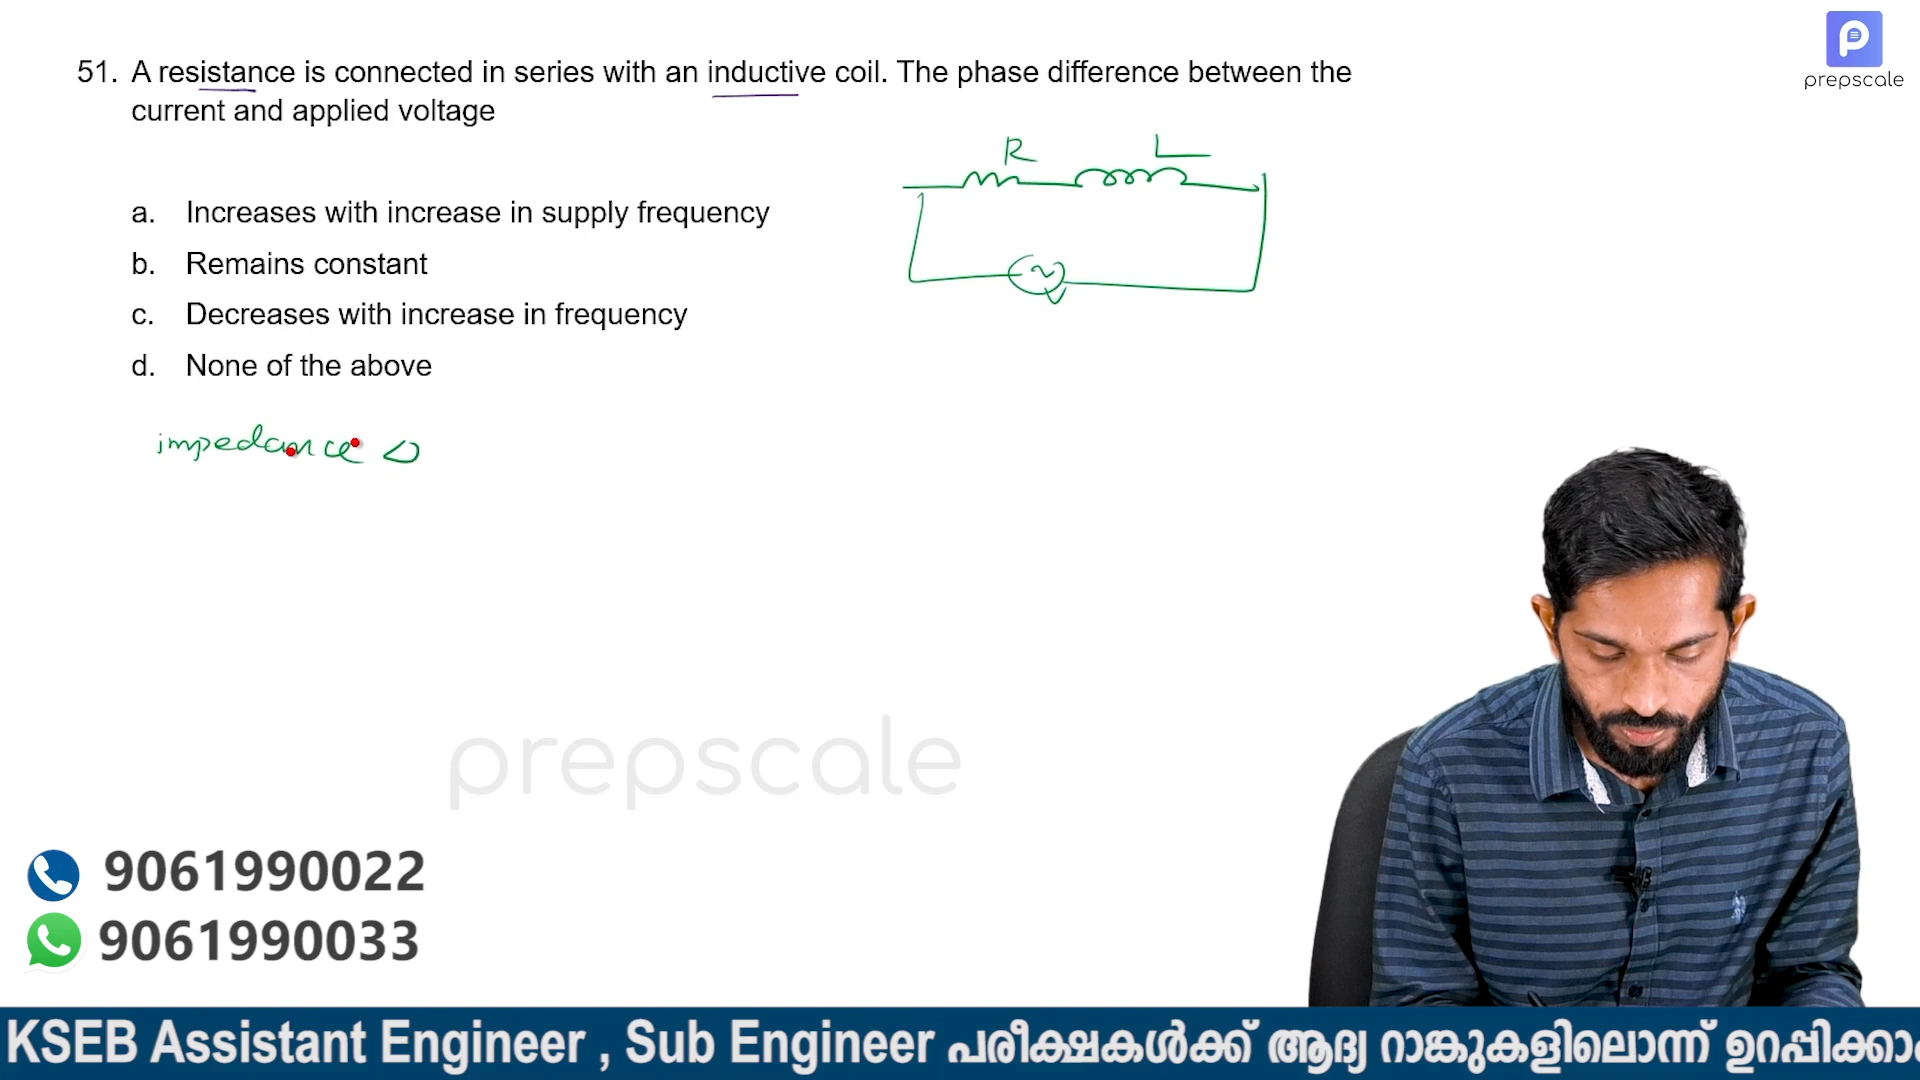 51. A resistance is connected in series with an inductive coil. The phase difference between the
current and applied voltage
a. Increases with increase in supply frequency
b. Remains constant
c. Decreases with increase in frequency
d. None of the above
R
L
V
impedance Δ
prepscale
prepscale
9061990022
9061990033
KSEB Assistant Engineer , Sub Engineer പരീക്ഷകൾക്ക് ആദ്യ റാങ്കുകളിലൊന്ന് ഉറപ്പിക്കാം